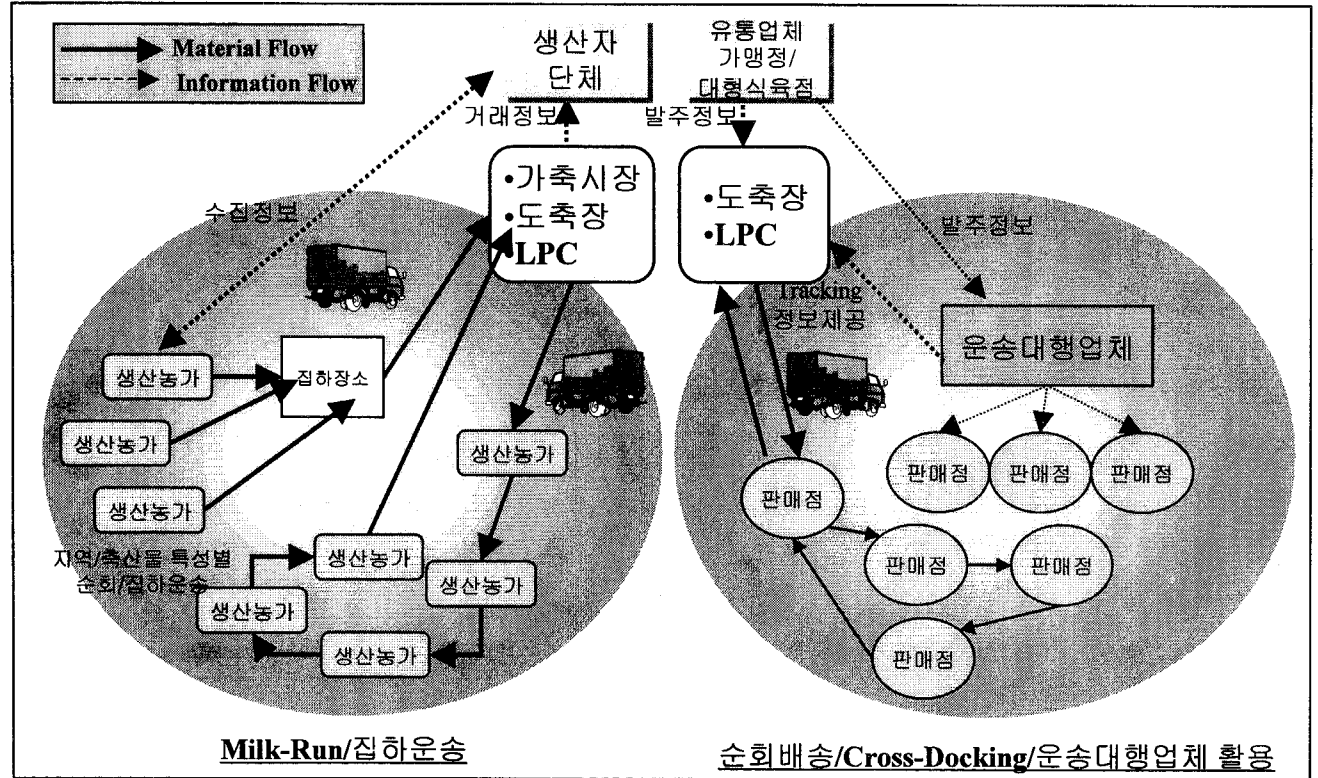 Material Flow
Information Flow
생산자
단체
유통업체
가맹정/
대형식육점
거래정보
발주정보
•가축시장
•도축장
•LPC
•도축장
•LPC
수집정보
발주정보
Tracking
정보제공
운송대행업체
생산농가
집하장소
생산농가
생산농가
생산농가
지역/축산물 특성별
순회/집하운송
생산농가
생산농가
생산농가
생산농가
판매점
판매점
판매점
판매점
판매점
판매점
판매점
Milk-Run/집하운송
순회배송/Cross-Docking/운송대행업체 활용